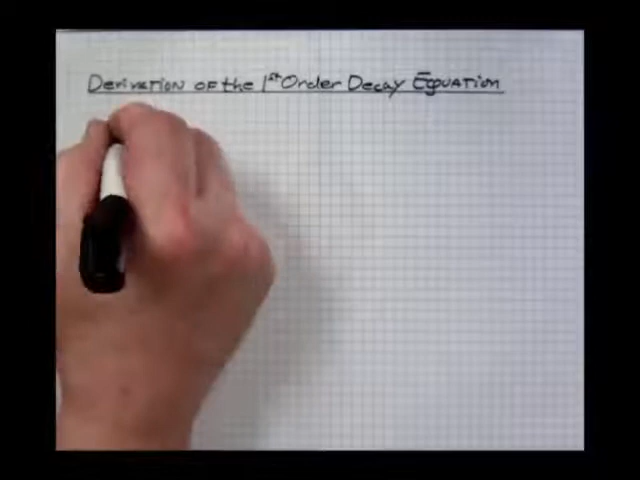 Derivation of the 1st Order Decay Equation